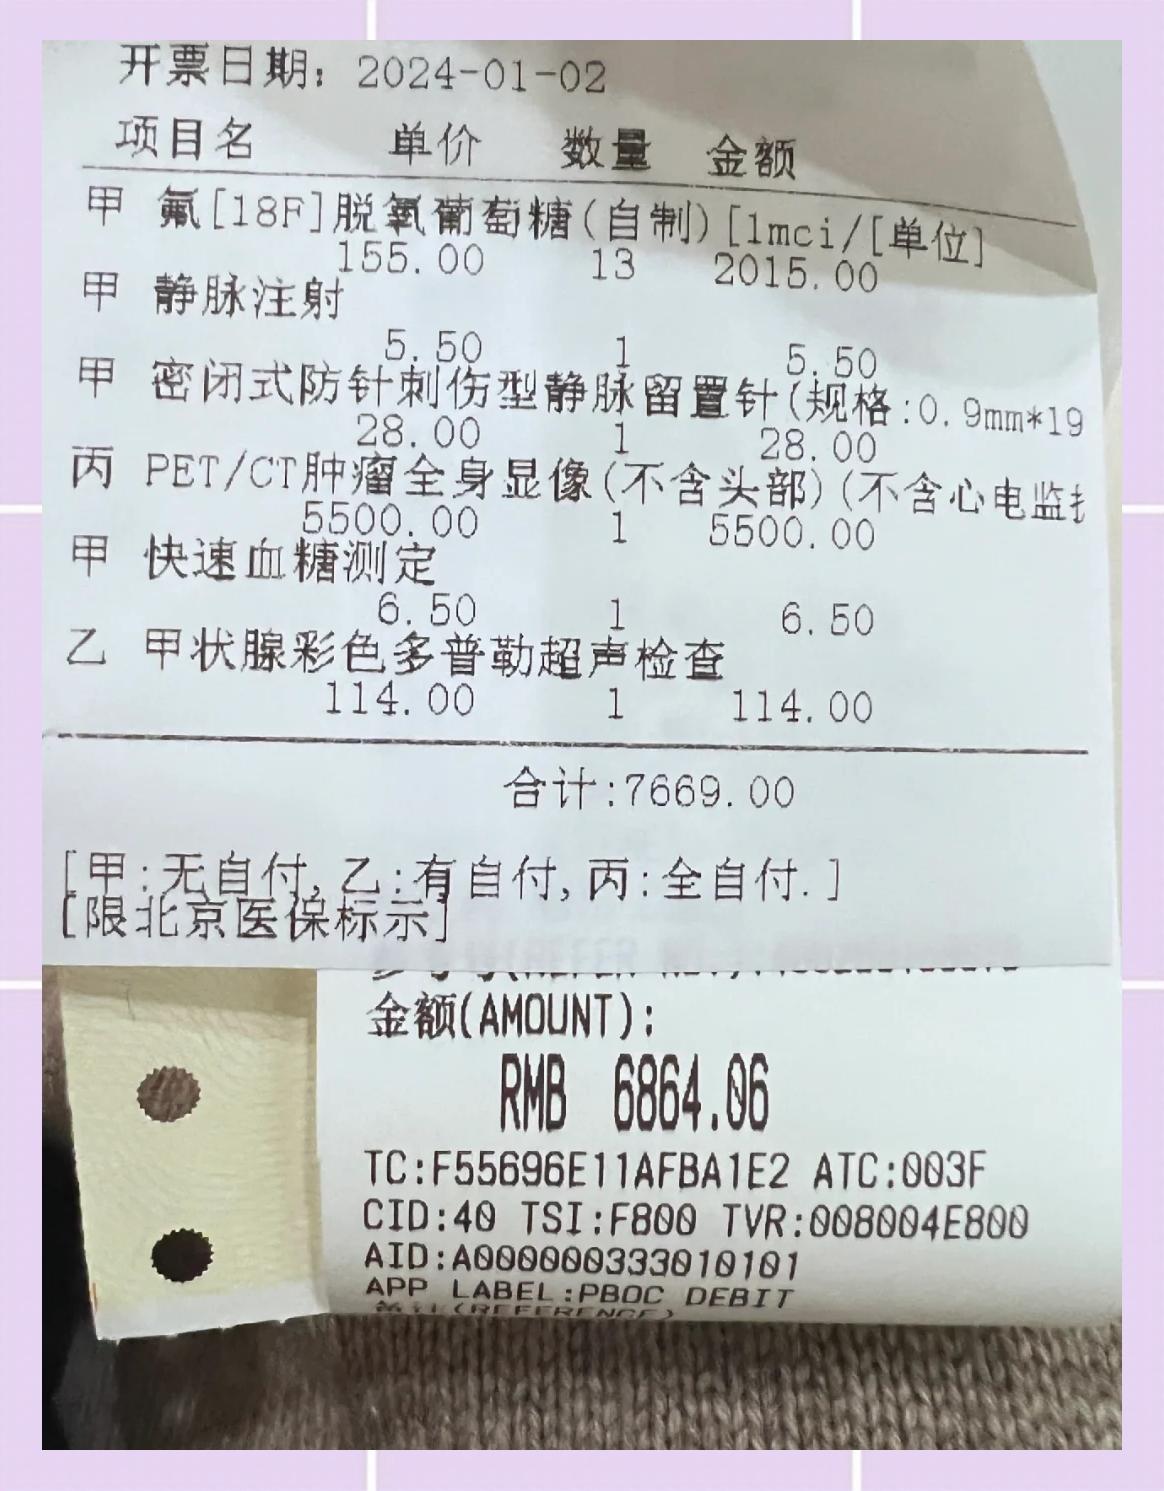 开票日期：2024-01-02
项目名 单价 数量 金额
甲 氟[18F]脱氧葡萄糖(自制)[1mci/[单位]
155.00 13 2015.00
甲 静脉注射
5.50 1 5.50
甲 密闭式防针刺伤型静脉留置针(规格:0.9mm*19
28.00 1 28.00
丙 PET/CT肿瘤全身显像(不含头部)(不含心电监
5500.00 1 5500.00
甲 快速血糖测定
6.50 1 6.50
乙 甲状腺彩色多普勒超声检查
114.00 1 114.00
合计:7669.00
[甲:无自付,乙:有自付,丙:全自付.]
[限北京医保标示]
金额(AMOUNT):
RMB 6864.06
TC:F55696E11AFBA1E2 ATC:003F
CID:40 TSI:F800 TVR:008004E800
AID:A000000333010101
APP LABEL:PBOC DEBIT
(REFERENCE)